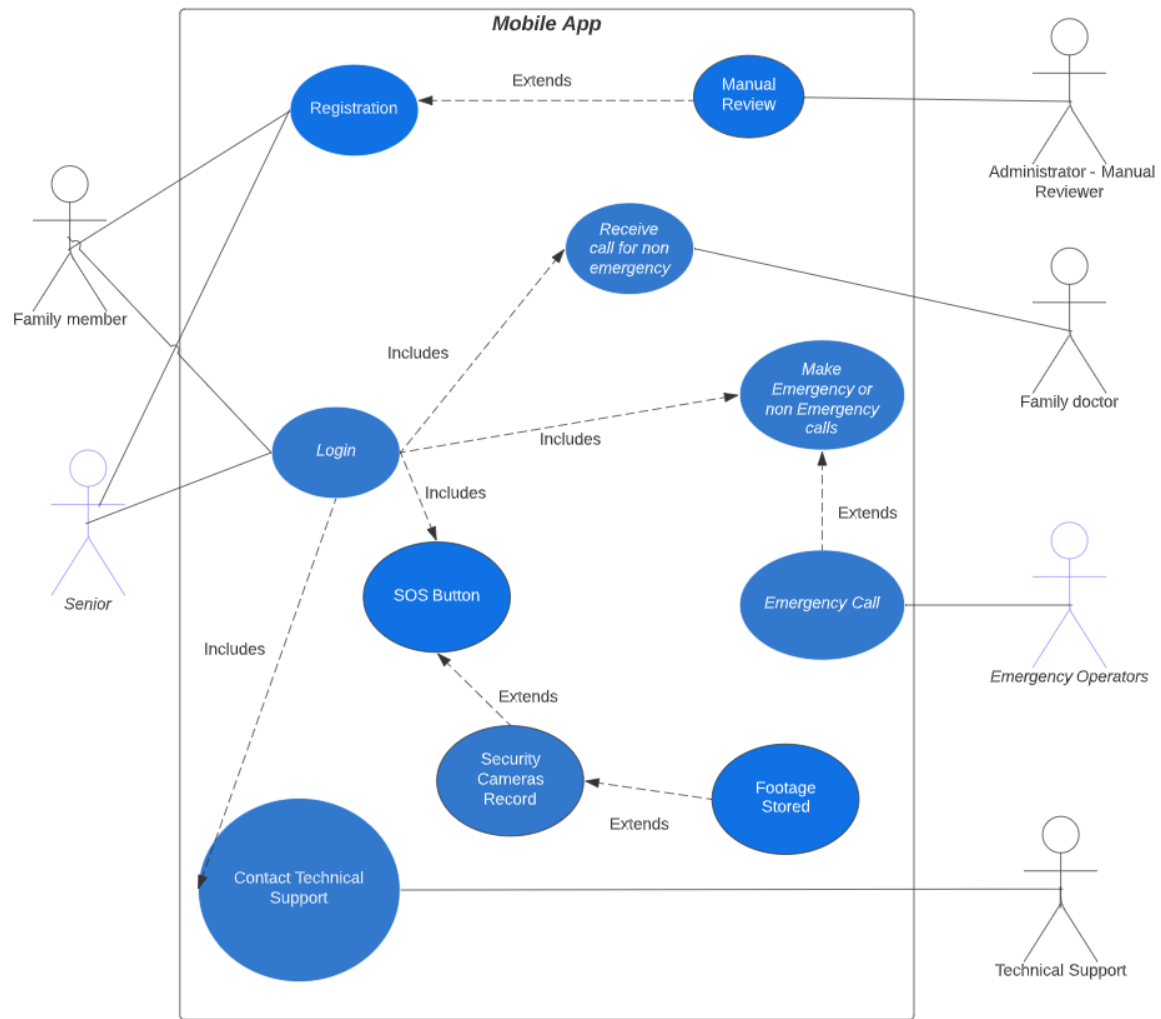 Mobile App
Extends
Registration
Manual
Review
Administrator - Manual
Reviewer
Receive
call for non
emergency
Family member
Includes
Make
Emergency or
non Emergency
calls
Family doctor
Includes
Login
Includes
Extends
SOS Button
Emergency Call
Senior
Includes
Emergency Operators
Extends
Security
Cameras
Record
Footage
Stored
Extends
Contact Technical
Support
Technical Support